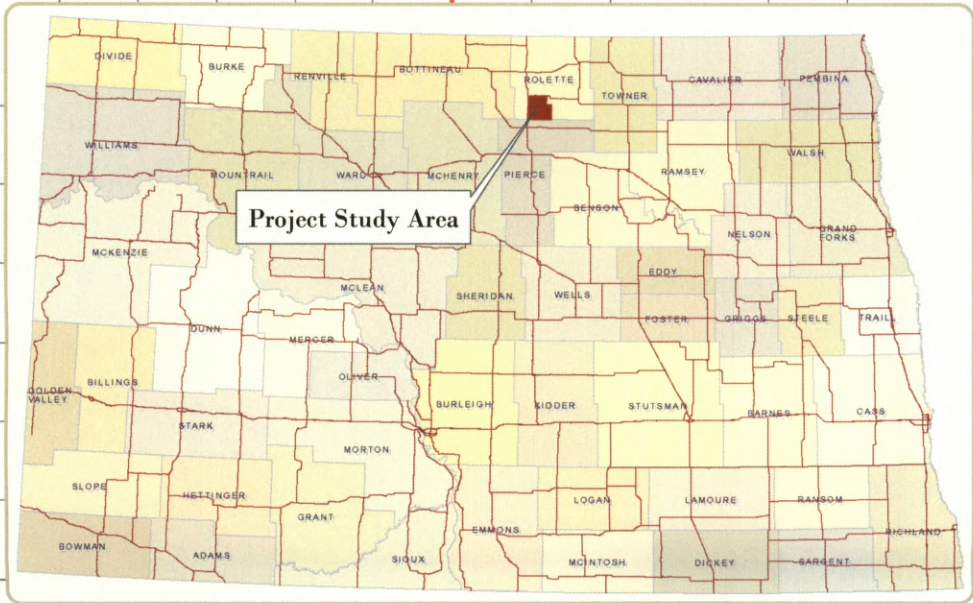 DIVIDE
BURKE
RENVILLE
BOTTINEAU
ROLETTE
TOWNER
CAVALIER
PEMBINA
WILLIAMS
MOUNTRAIL
WARD
MCHENRY
PIERCE
RAMSEY
WALSH
Project Study Area
BENSON
NELSON
GRAND
FORKS
MCKENZIE
MCLEAN
SHERIDAN
WELLS
EDDY
FOSTER
GRIGGS
STEELE
TRAILL
DUNN
MERCER
OLIVER
GOLDEN
VALLEY
BILLINGS
BURLEIGH
KIDDER
STUTSMAN
BARNES
CASS
STARK
MORTON
SLOPE
HETTINGER
GRANT
LOGAN
LAMOURE
RANSOM
EMMONS
RICHLAND
BOWMAN
ADAMS
SIOUX
MCINTOSH
DICKEY
SARGENT